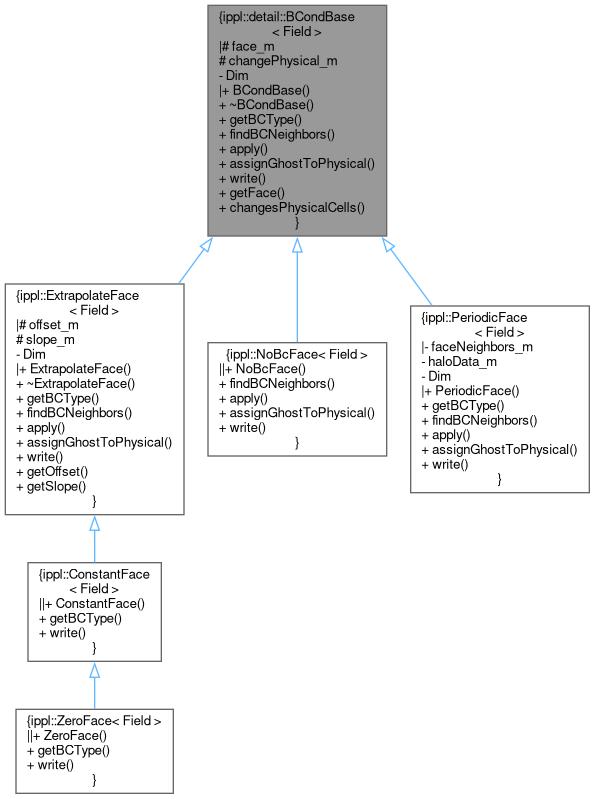 {ippl::detail::BCondBase
< Field >
|# face_m
# changePhysical_m
- Dim
|+ BCondBase()
+ ~BCondBase()
+ getBCType()
+ findBCNeighbors()
+ apply()
+ assignGhostToPhysical()
+ write()
+ getFace()
+ changesPhysicalCells()
}
{ippl::ExtrapolateFace
< Field >
|# offset_m
# slope_m
- Dim
|+ ExtrapolateFace()
+ ~ExtrapolateFace()
+ getBCType()
+ findBCNeighbors()
+ apply()
+ assignGhostToPhysical()
+ write()
+ getOffset()
+ getSlope()
}
{ippl::NoBcFace< Field >
||+ NoBcFace()
+ findBCNeighbors()
+ apply()
+ assignGhostToPhysical()
+ write()
}
{ippl::PeriodicFace
< Field >
|- faceNeighbors_m
- haloData_m
- Dim
|+ PeriodicFace()
+ getBCType()
+ findBCNeighbors()
+ apply()
+ assignGhostToPhysical()
+ write()
}
{ippl::ConstantFace
< Field >
||+ ConstantFace()
+ getBCType()
+ write()
}
{ippl::ZeroFace< Field >
||+ ZeroFace()
+ getBCType()
+ write()
}